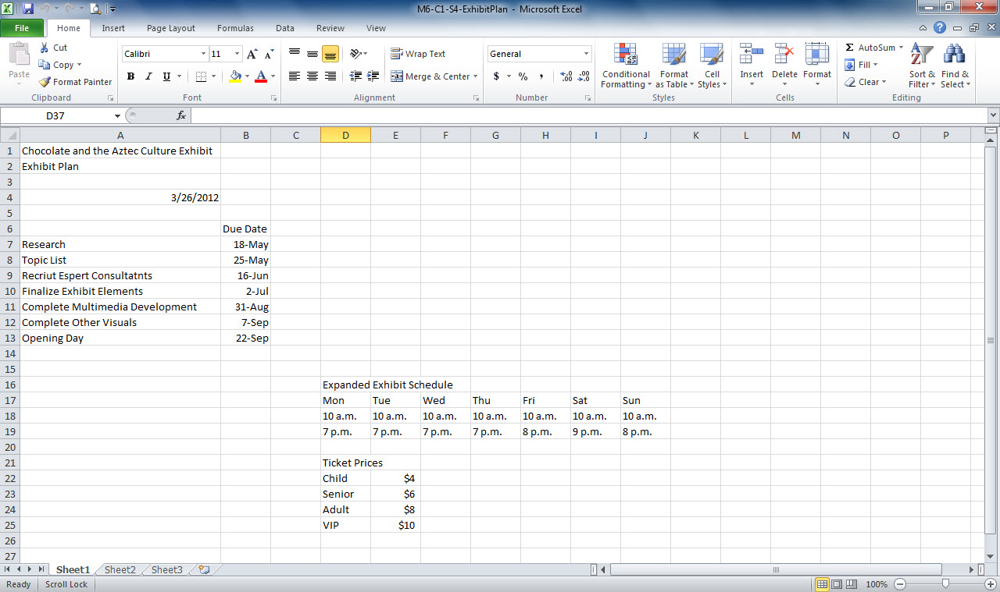 M6-C1-S4-ExhibitPlan - Microsoft Excel
File Home Insert Page Layout Formulas Data Review View
Paste
Cut
Copy
Format Painter
Clipboard
Calibri 11
B I U
Font
Wrap Text
Merge & Center
Alignment
General
$ % ,
Number
Conditional Formatting
Format as Table
Cell Styles
Styles
Insert Delete Format
Cells
AutoSum
Fill
Clear
Sort & Filter
Find & Select
Editing
D37 fx
A B C D E F G H I J K L M N O P
1 Chocolate and the Aztec Culture Exhibit
2 Exhibit Plan
3
4 3/26/2012
5
6 Due Date
7 Research 18-May
8 Topic List 25-May
9 Recriut Espert Consultatnts 16-Jun
10 Finalize Exhibit Elements 2-Jul
11 Complete Multimedia Development 31-Aug
12 Complete Other Visuals 7-Sep
13 Opening Day 22-Sep
14
15
16 Expanded Exhibit Schedule
17 Mon Tue Wed Thu Fri Sat Sun
18 10 a.m. 10 a.m. 10 a.m. 10 a.m. 10 a.m. 10 a.m. 10 a.m.
19 7 p.m. 7 p.m. 7 p.m. 7 p.m. 8 p.m. 9 p.m. 8 p.m.
20
21 Ticket Prices
22 Child $4
23 Senior $6
24 Adult $8
25 VIP $10
26
27
Sheet1 Sheet2 Sheet3
Ready Scroll Lock 100%